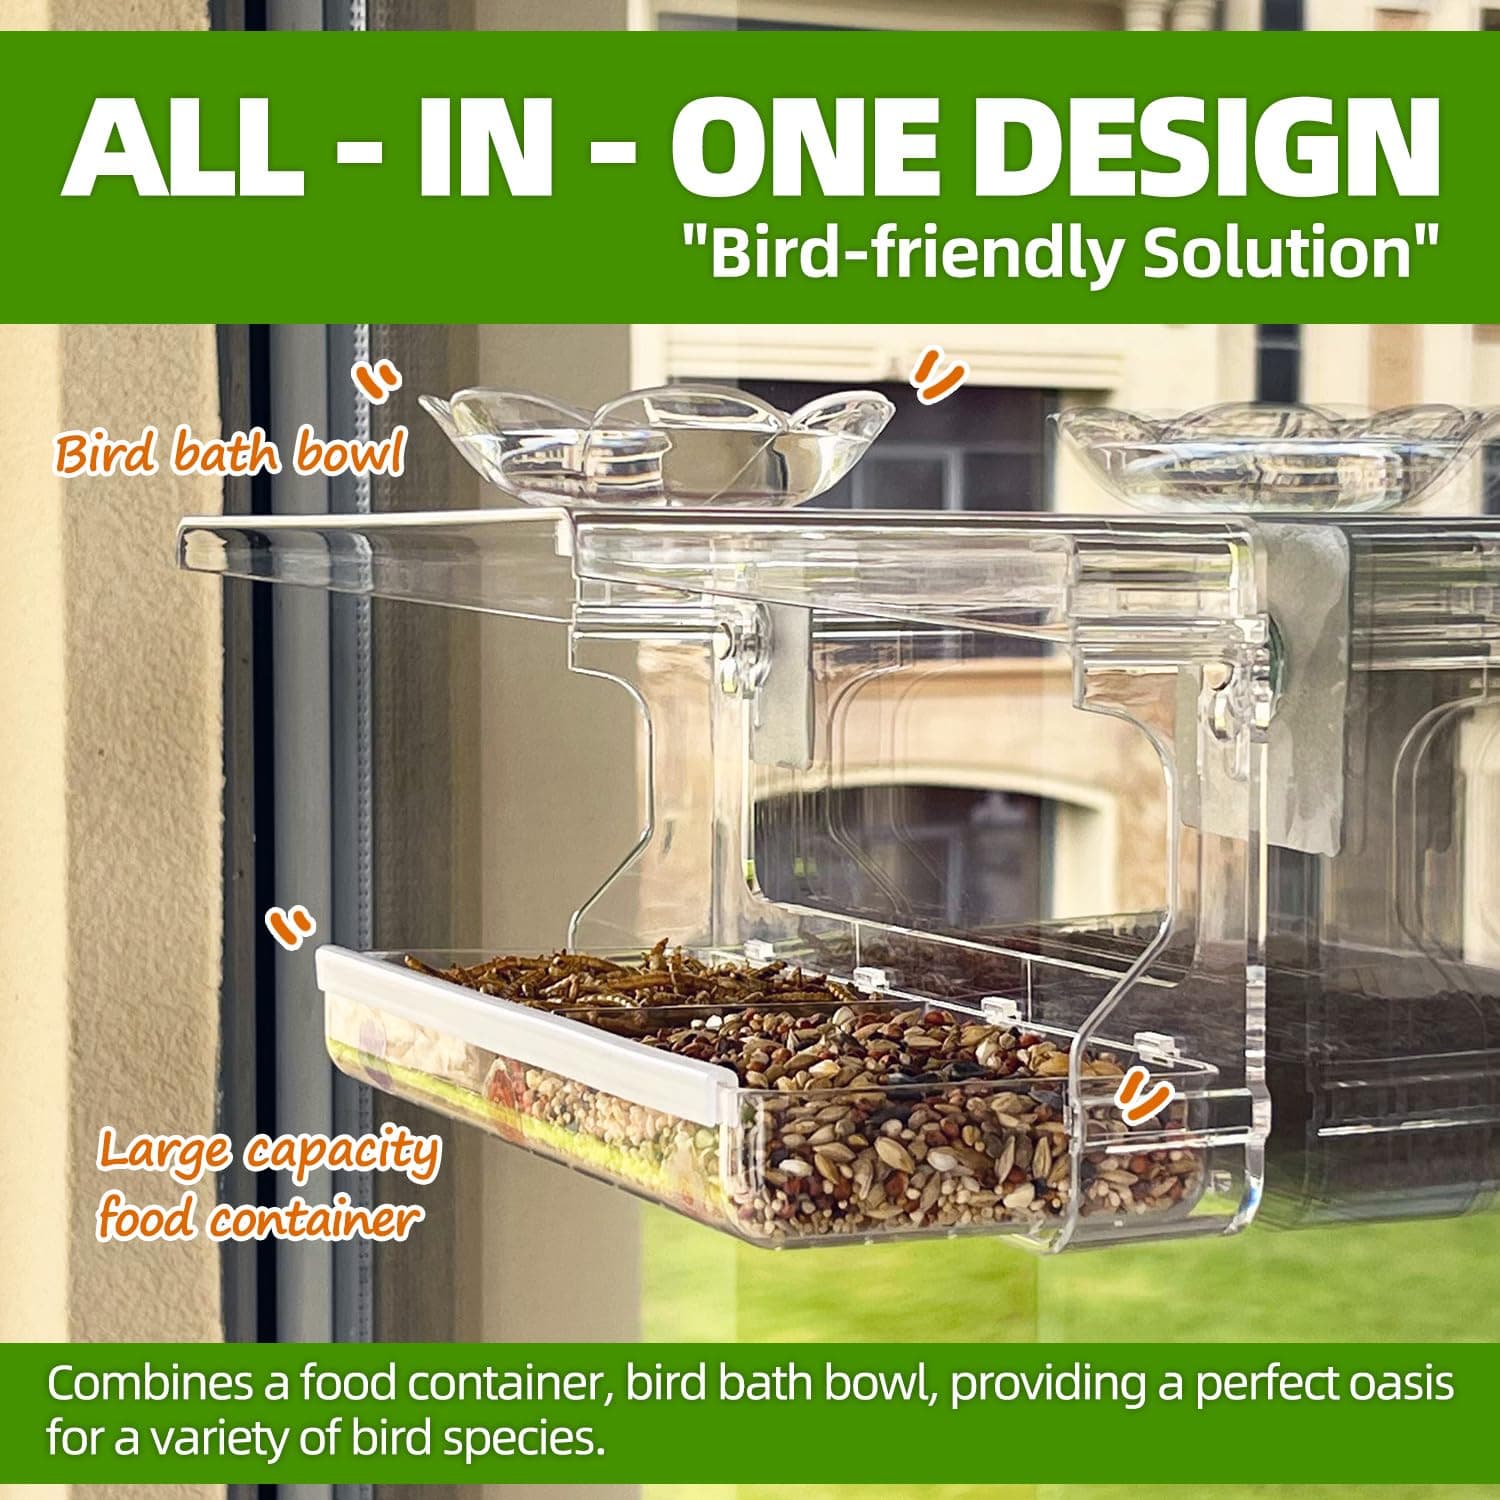 ALL - IN - ONE DESIGN
"Bird-friendly Solution"
Bird bath bowl
Large capacity
food container
Combines a food container, bird bath bowl, providing a perfect oasis
for a variety of bird species.